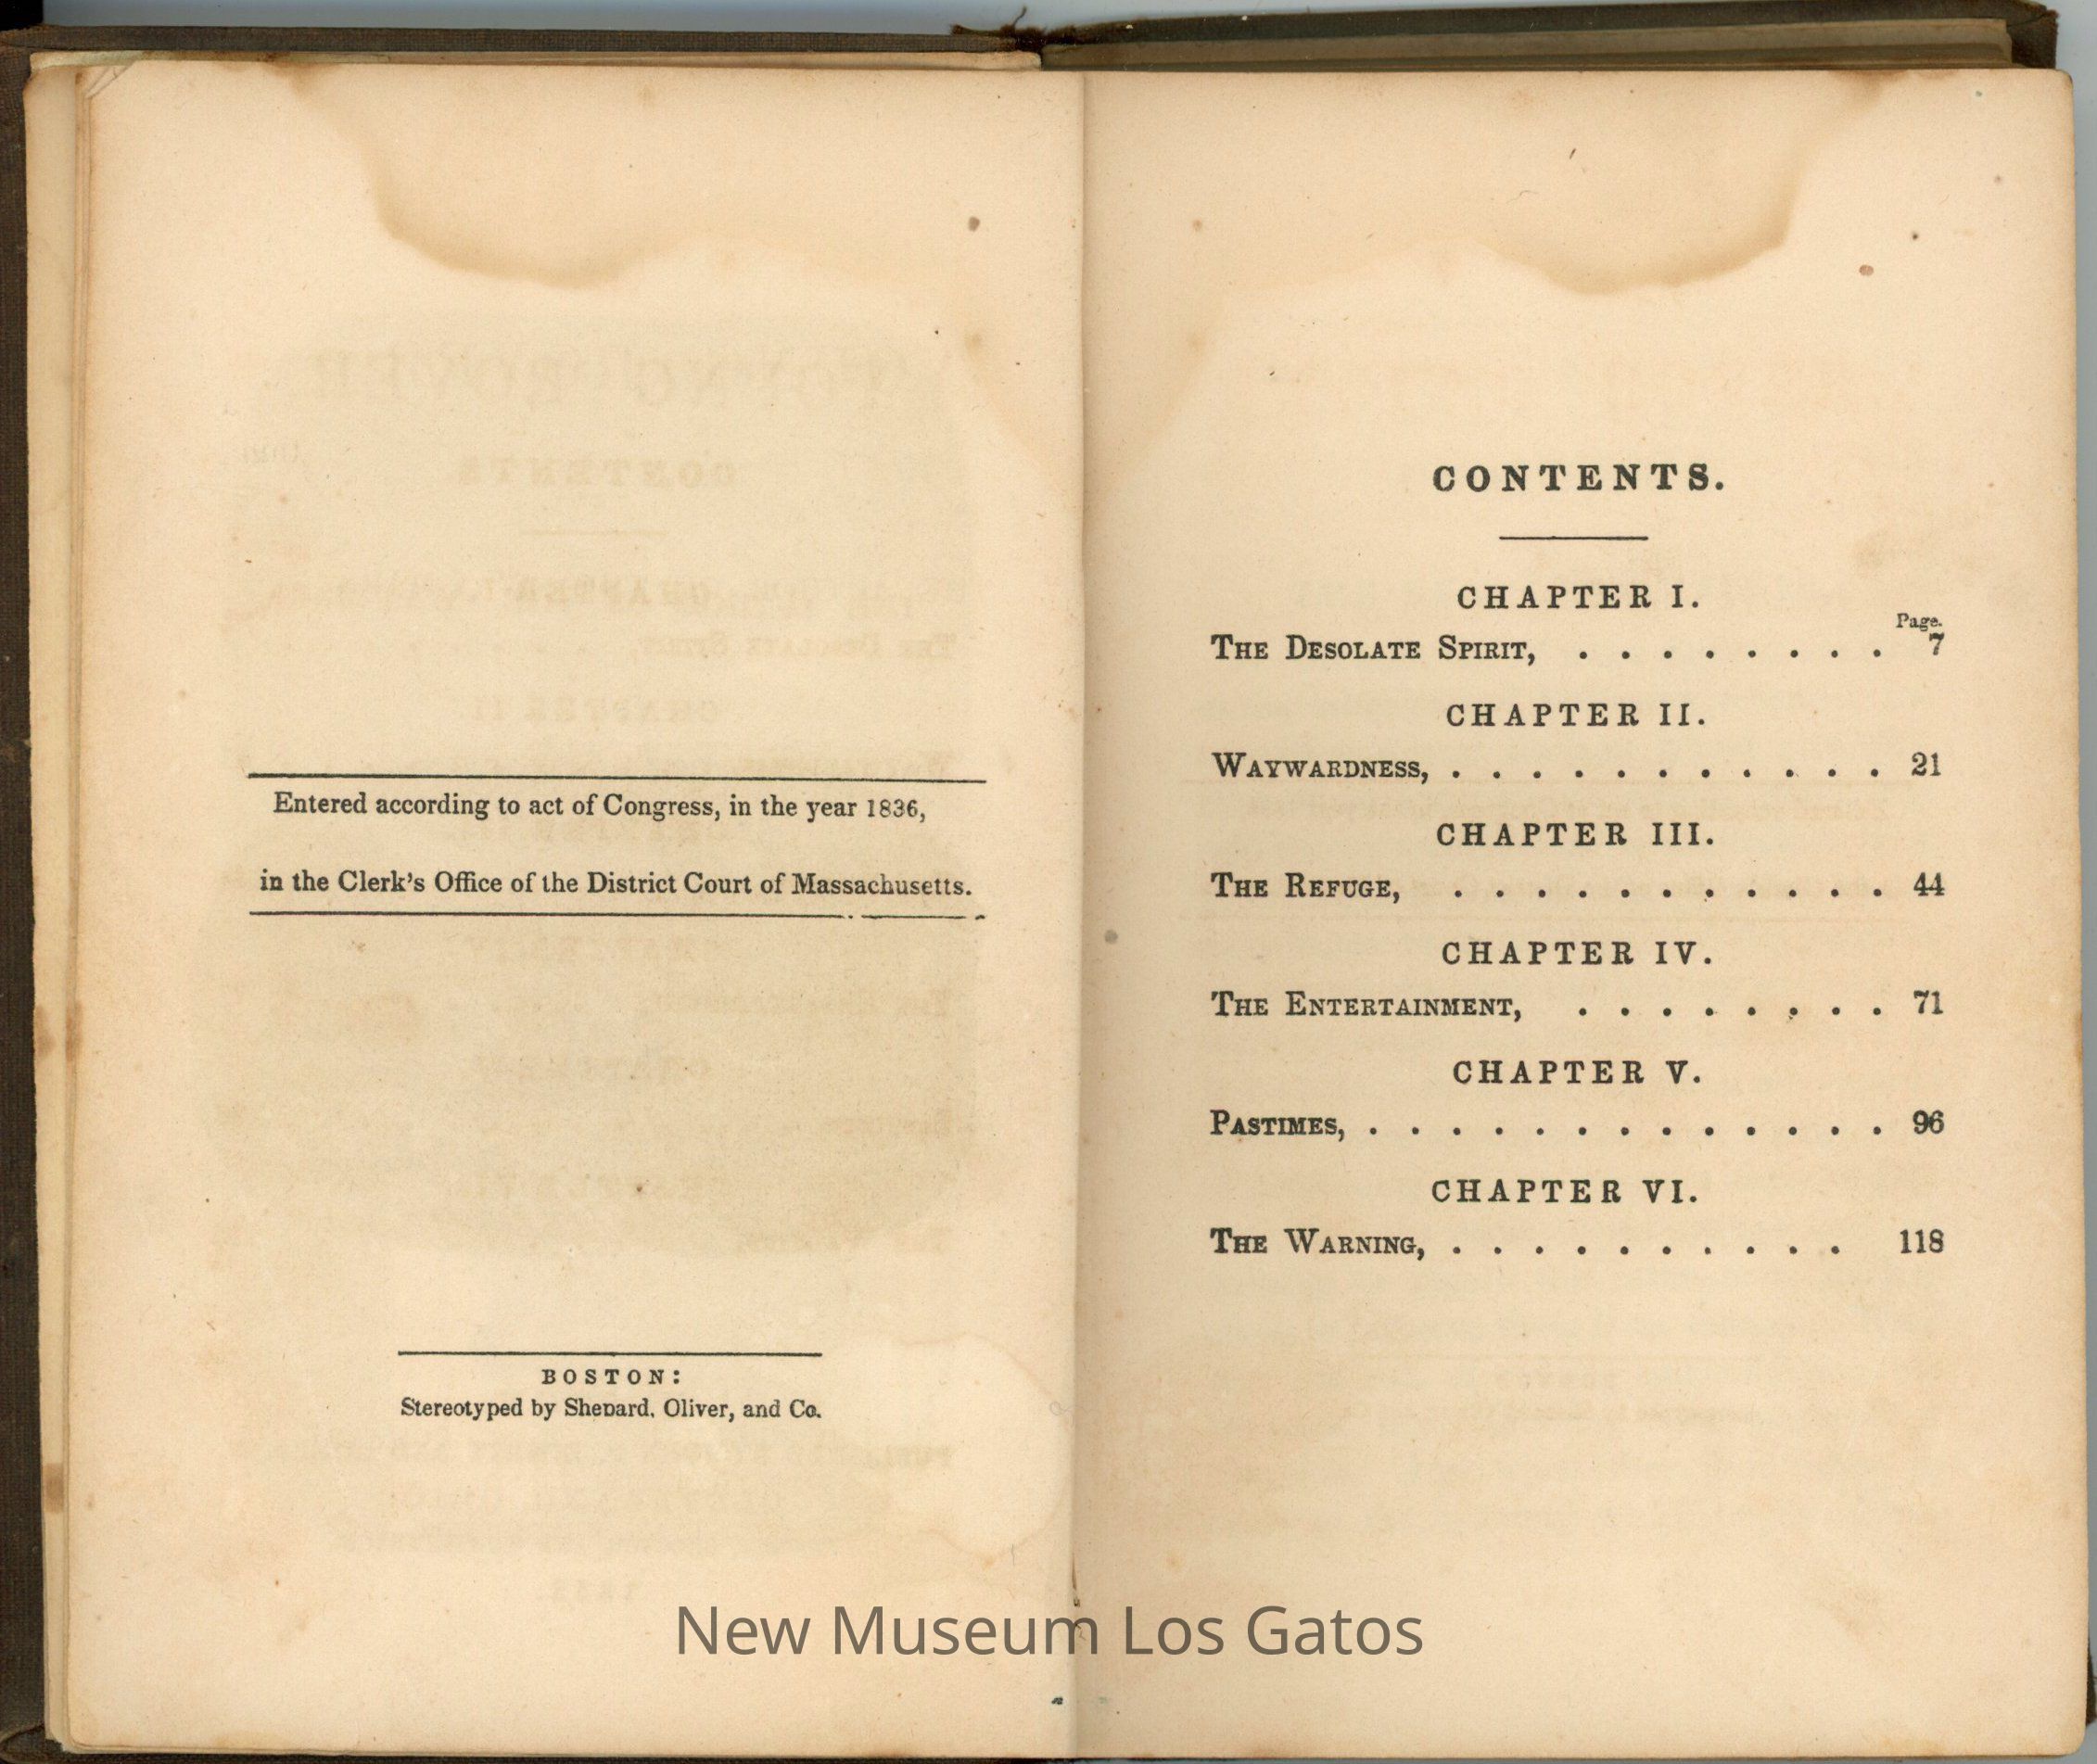 Entered according to act of Congress, in the year 1836,
in the Clerk's Office of the District Court of Massachusetts.
BOSTON:
Stereotyped by Shepard, Oliver, and Co.
CONTENTS.
CHAPTER I.
Page.
THE DESOLATE SPIRIT, . . . . . . . . 7
CHAPTER II.
WAYWARDNESS, . . . . . . . . . . . 21
CHAPTER III.
THE REFUGE, . . . . . . . . . . . 44
CHAPTER IV.
THE ENTERTAINMENT, . . . . . . . . 71
CHAPTER V.
PASTIMES, . . . . . . . . . . . . . 96
CHAPTER VI.
THE WARNING, . . . . . . . . . . 118
New Museum Los Gatos